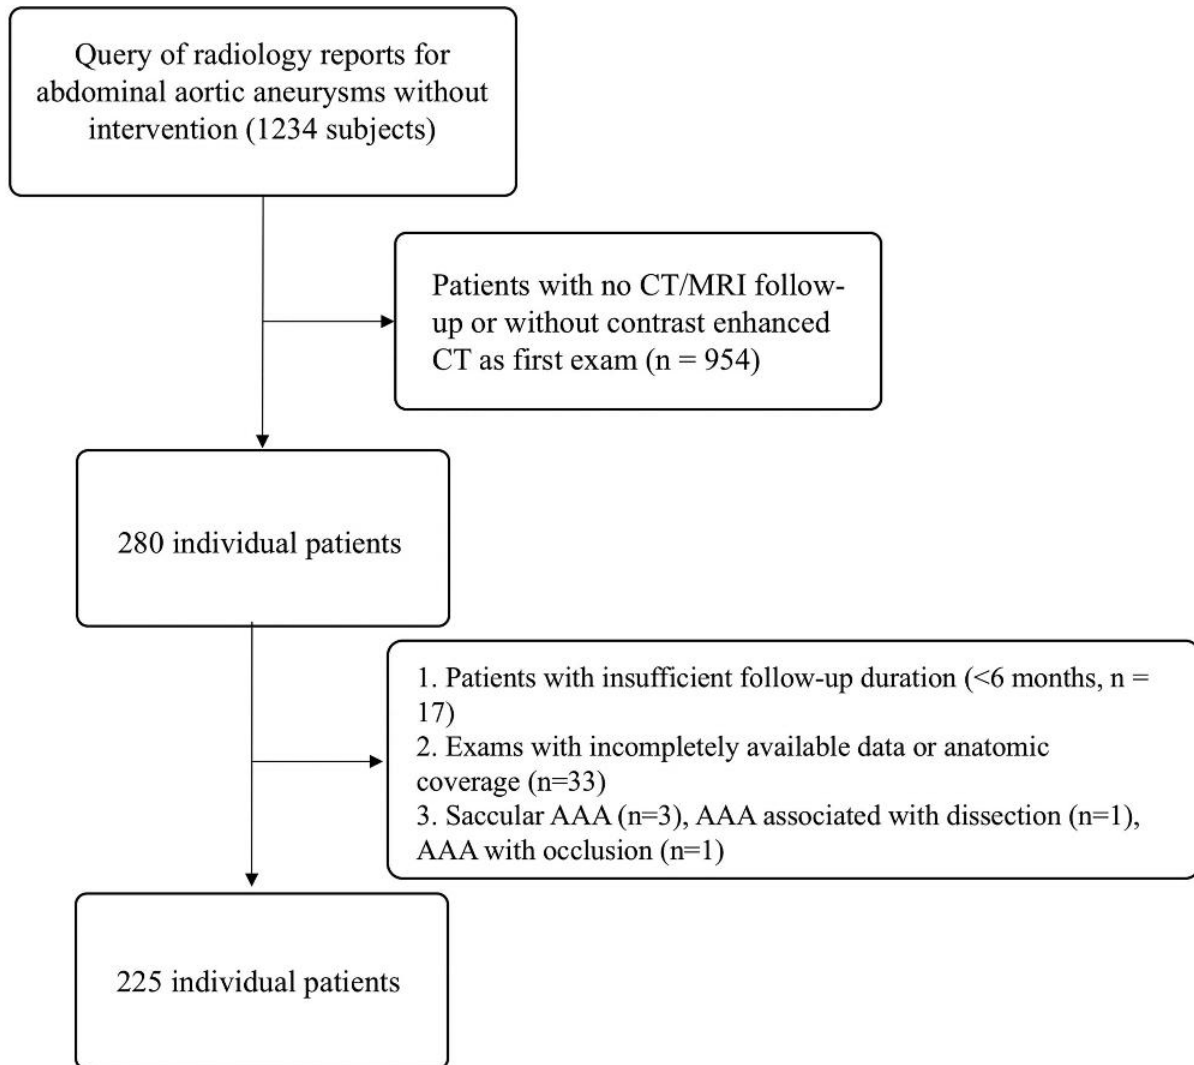 Query of radiology reports for
abdominal aortic aneurysms without
intervention (1234 subjects)
Patients with no CT/MRI follow-
up or without contrast enhanced
CT as first exam (n = 954)
280 individual patients
1. Patients with insufficient follow-up duration (<6 months, n =
17)
2. Exams with incompletely available data or anatomic
coverage (n=33)
3. Saccular AAA (n=3), AAA associated with dissection (n=1),
AAA with occlusion (n=1)
225 individual patients